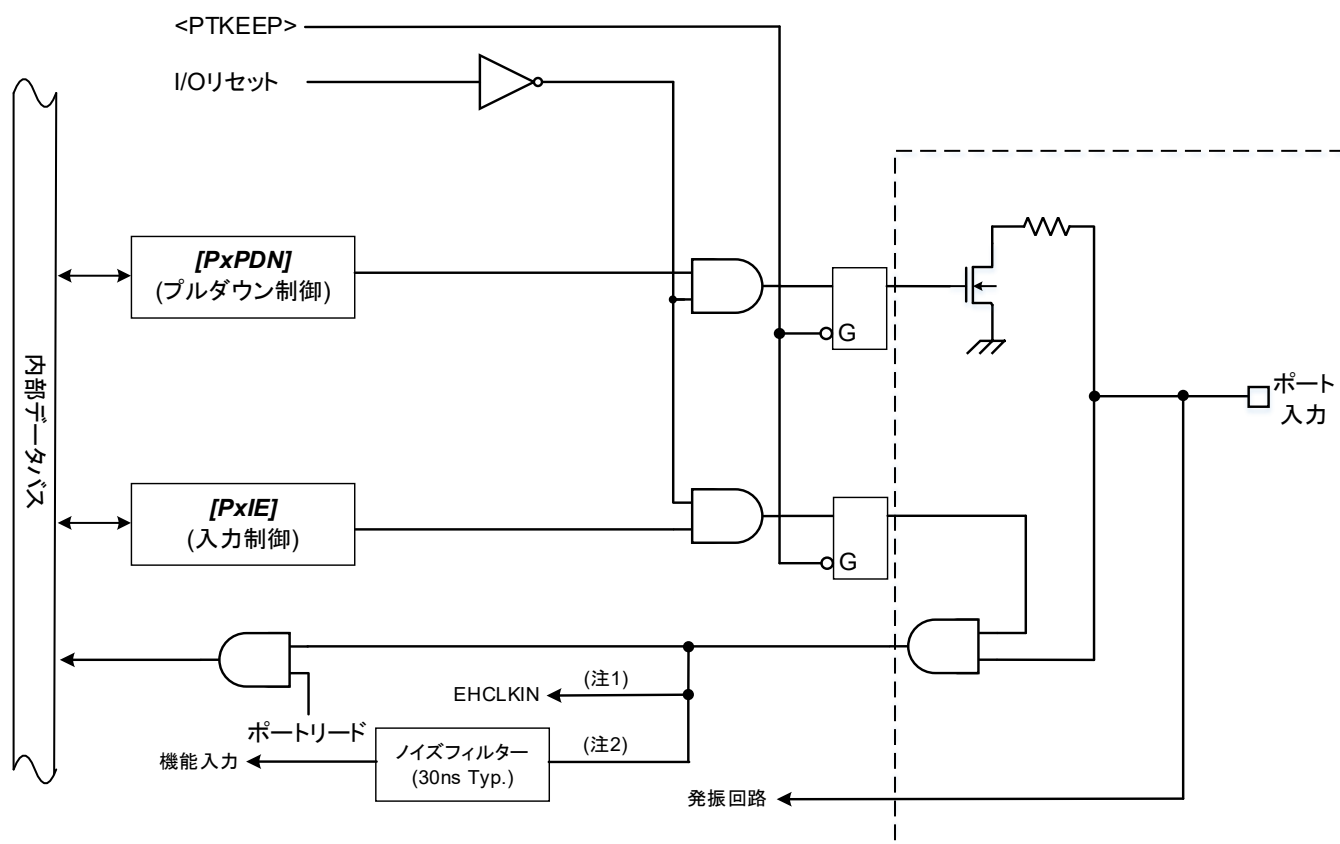 <PTKEEP>
I/Oリセット
[PxPDN]
(プルダウン制御)
G
内部データバス
ポート
入力
[PxIE]
(入力制御)
G
EHCLKIN
(注1)
ポートリード
機能入力
ノイズフィルター
(30ns Typ.)
(注2)
発振回路